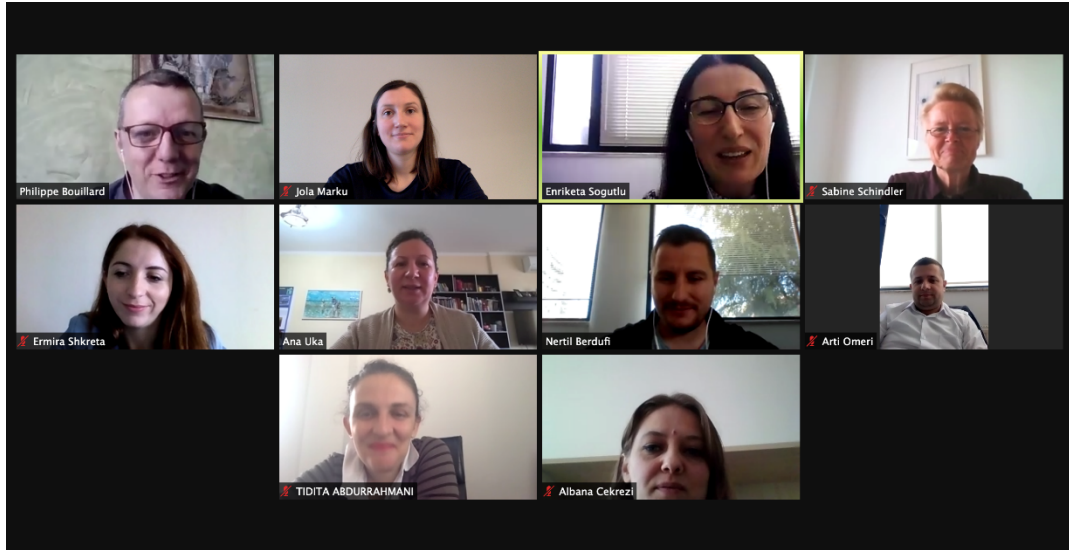 Philippe Bouillard
Jola Marku
Enriketa Sogutlu
Sabine Schindler
Ermira Shkreta
Ana Uka
Nertil Berdufi
Arti Omeri
TIDITA ABDURRAHMANI
Albana Cekrezi